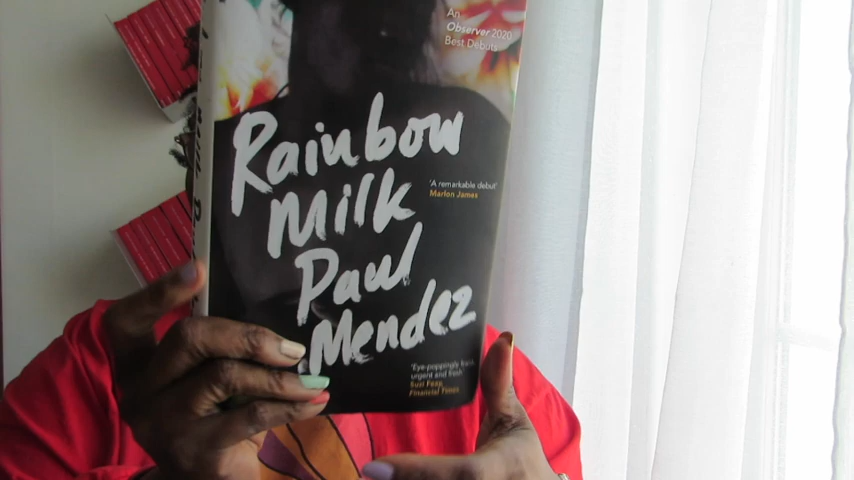 An
Observer 2020
Best Debuts
Rainbow
Milk
'A remarkable debut'
Marlon James
Paul
Mendez
'Eye-poppingly frank,
urgent and fresh'
Susi Feay,
Financial Times